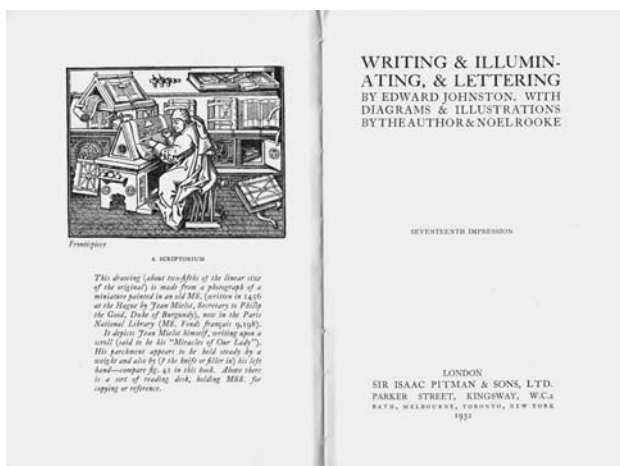 Frontispiece
A SCRIPTORIUM
This drawing (about two-fifths of the linear size
of the original) is made from a photograph of a
miniature painted in an old MS. (written in 1456
at the Hague by Jean Mielot, Secretary to Philip
the Good, Duke of Burgundy), now in the Paris
National Library (MS. Fonds français 9,198).
It depicts Jean Mielot himself, writing upon a
scroll (said to be his "Miracles of Our Lady").
His parchment appears to be held steady by a
weight and also by (? the knife or filler in) his left
hand—compare fig. 41 in this book. Above there
is a sort of reading desk, holding MSS. for
copying or reference.
WRITING & ILLUMIN-
ATING, & LETTERING
BY EDWARD JOHNSTON. WITH
DIAGRAMS & ILLUSTRATIONS
BY THE AUTHOR & NOEL ROOKE
SEVENTEENTH IMPRESSION
LONDON
SIR ISAAC PITMAN & SONS, LTD.
PARKER STREET, KINGSWAY, W.C.2
BATH, MELBOURNE, TORONTO, NEW YORK
1932